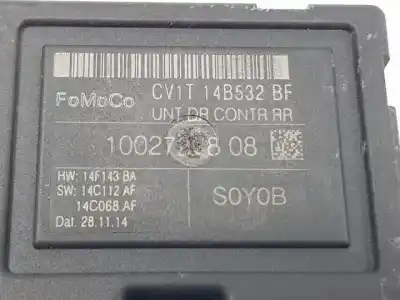 FoMoCo CV1T 14B532 BF
UNT DR CONTR RR
8 08
HW: 14F143 BA
SW: 14C112 AF
14C068 AF
S0Y0B
Dat. 28.11.14